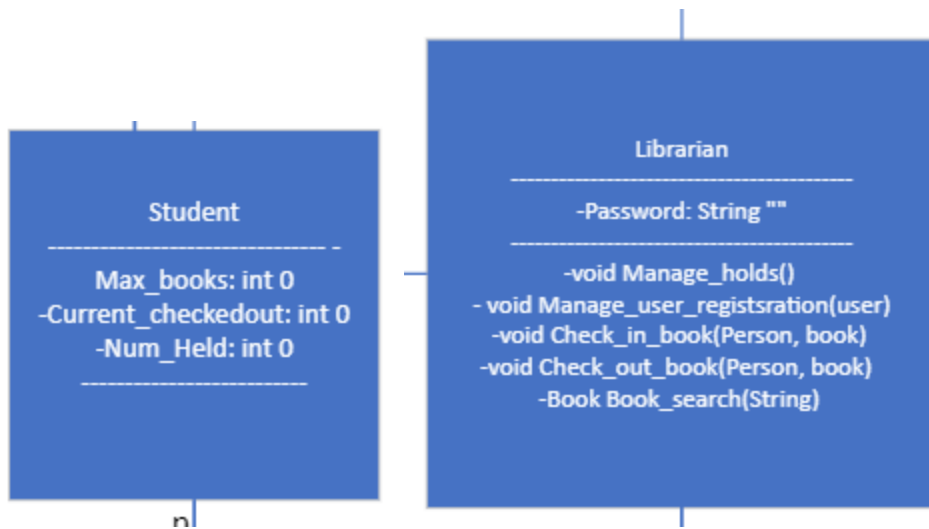 Student
-------------------------------- -
Max_books: int 0
-Current_checkedout: int 0
-Num_Held: int 0
--------------------------
n
Librarian
---------------------------------------
-Password: String ""
---------------------------------------
-void Manage_holds()
- void Manage_user_registsration(user)
-void Check_in_book(Person, book)
-void Check_out_book(Person, book)
-Book Book_search(String)